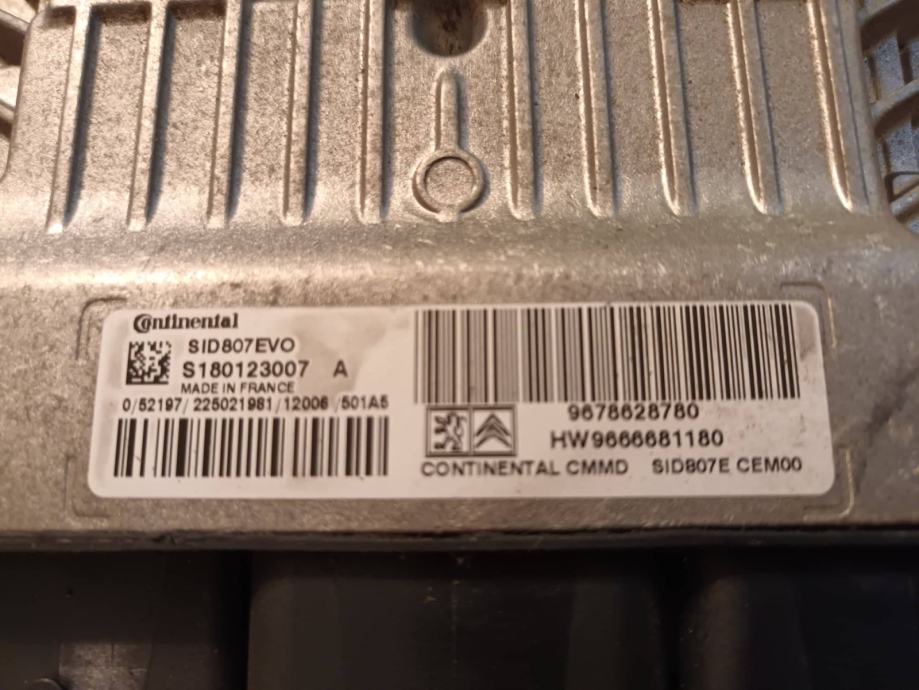 Continental
SID807EVO
S180123007 A
MADE IN FRANCE
0/52197/225021981/12006/501A5
9678628780
HW9666681180
CONTINENTAL CMMD SID807E CEM00